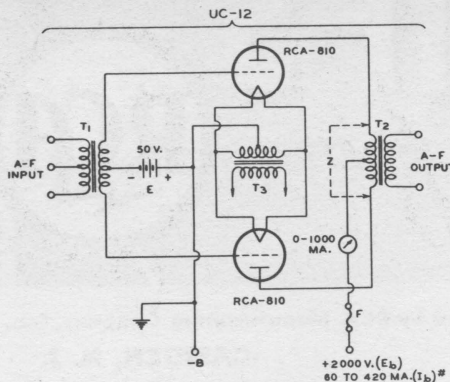 UC-12
RCA-810
T1
50 V.
- +
E
A-F
INPUT
T2
Z
A-F
OUTPUT
T3
0-1000
MA.
RCA-810
F
-B
+2000 V.(Eb)
60 TO 420 MA.(Ib)#